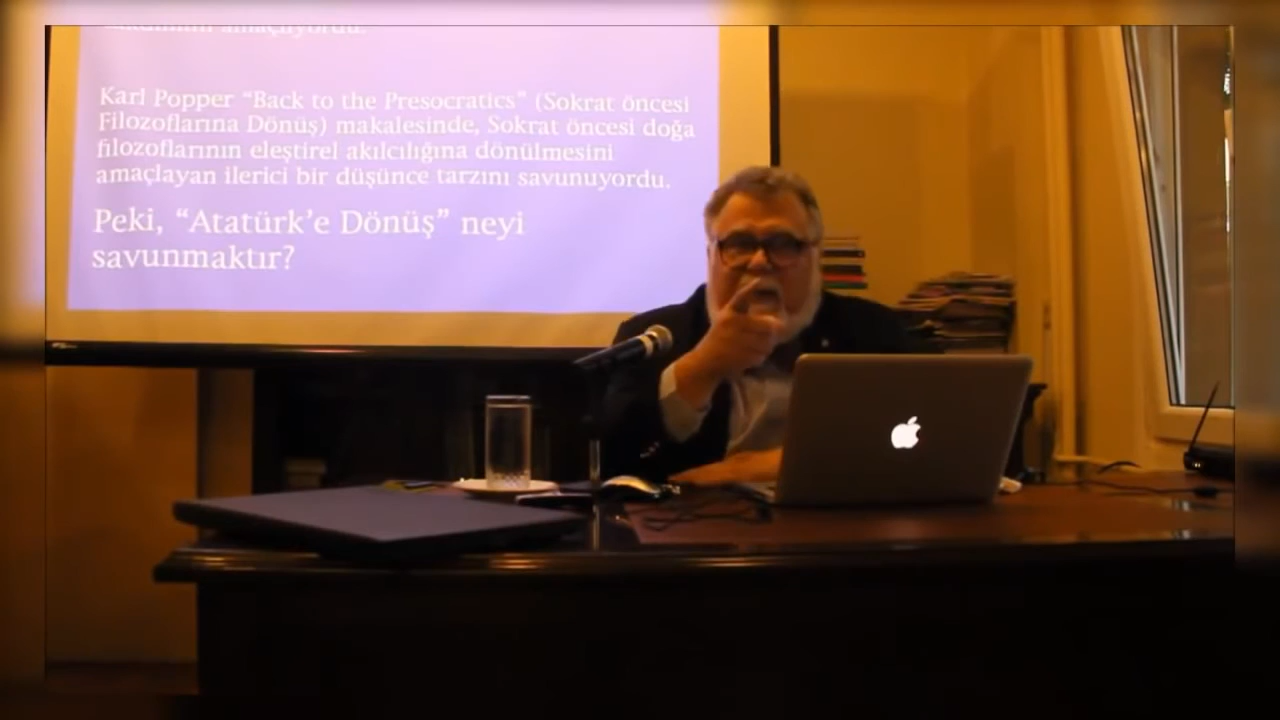 Karl Popper “Back to the Presocratics” (Sokrat öncesi
Filozoflarına Dönüş) makalesinde, Sokrat öncesi doğa
filozoflarının eleştirel akılcılığına dönülmesini
amaçlayan ilerici bir düşünce tarzını savunuyordu.
Peki, “Atatürk’e Dönüş” neyi
savunmaktır?